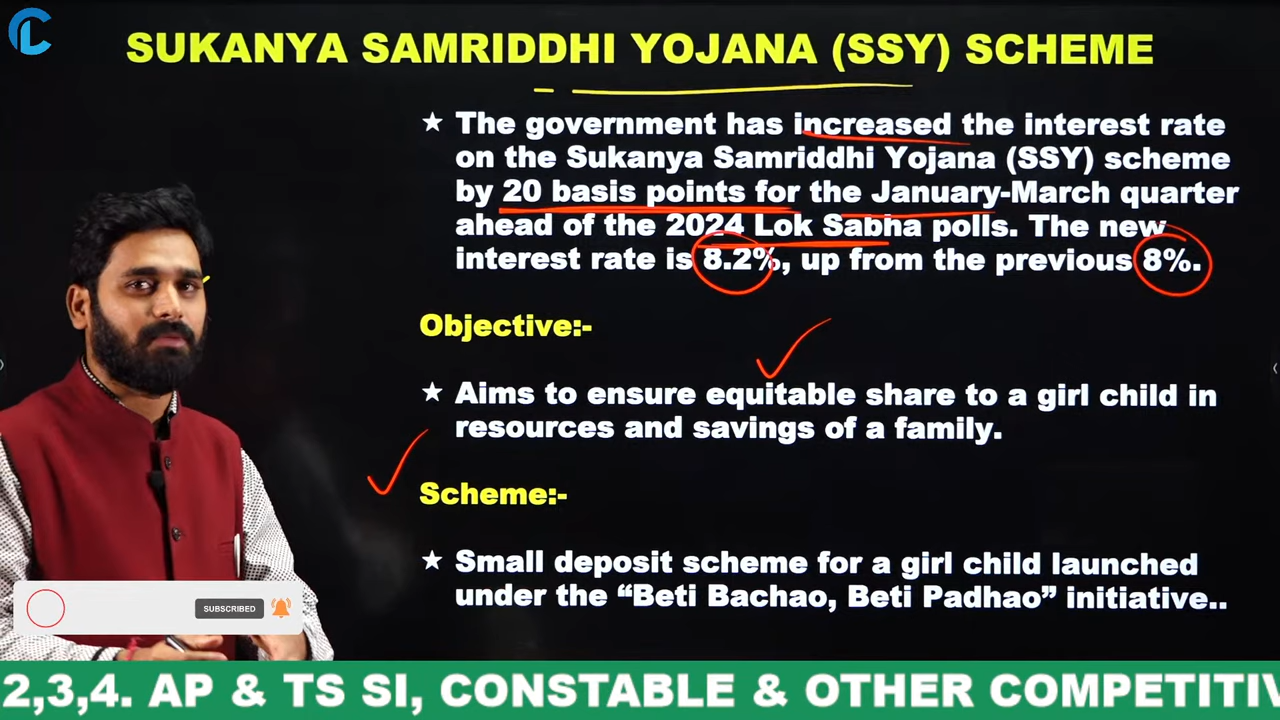 CL
SUKANYA SAMRIDDHI YOJANA (SSY) SCHEME
★ The government has increased the interest rate
on the Sukanya Samriddhi Yojana (SSY) scheme
by 20 basis points for the January-March quarter
ahead of the 2024 Lok Sabha polls. The new
interest rate is 8.2%, up from the previous 8%.
Objective:-
★ Aims to ensure equitable share to a girl child in
resources and savings of a family.
Scheme:-
★ Small deposit scheme for a girl child launched
under the “Beti Bachao, Beti Padhao” initiative..
SUBSCRIBED
2,3,4. AP & TS SI, CONSTABLE & OTHER COMPETITIV